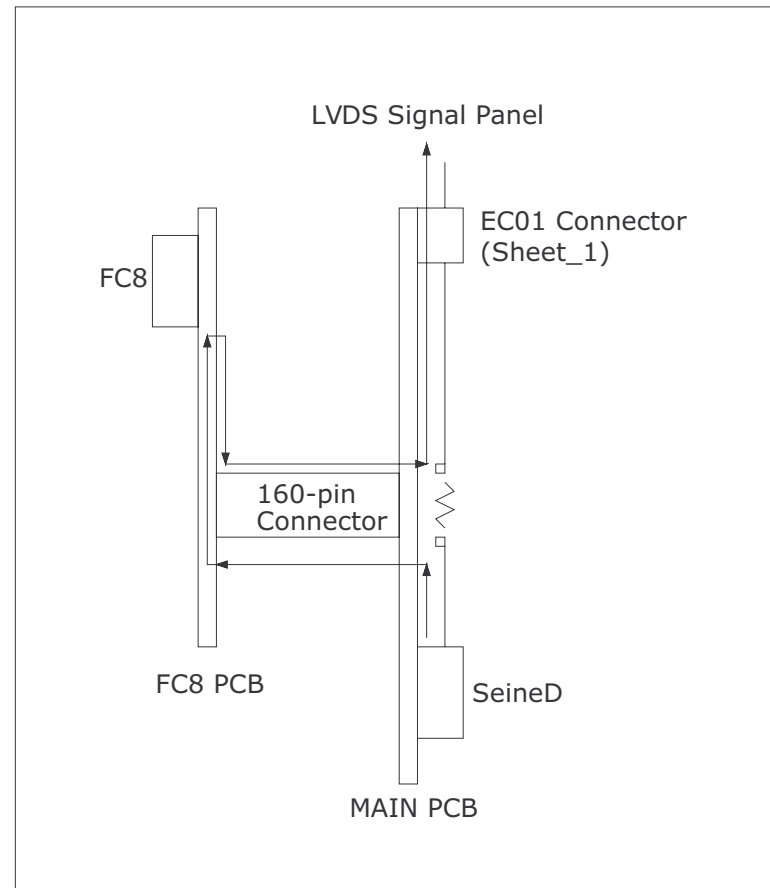 LVDS Signal Panel
EC01 Connector
(Sheet_1)
FC8
160-pin
Connector
FC8 PCB
SeineD
MAIN PCB